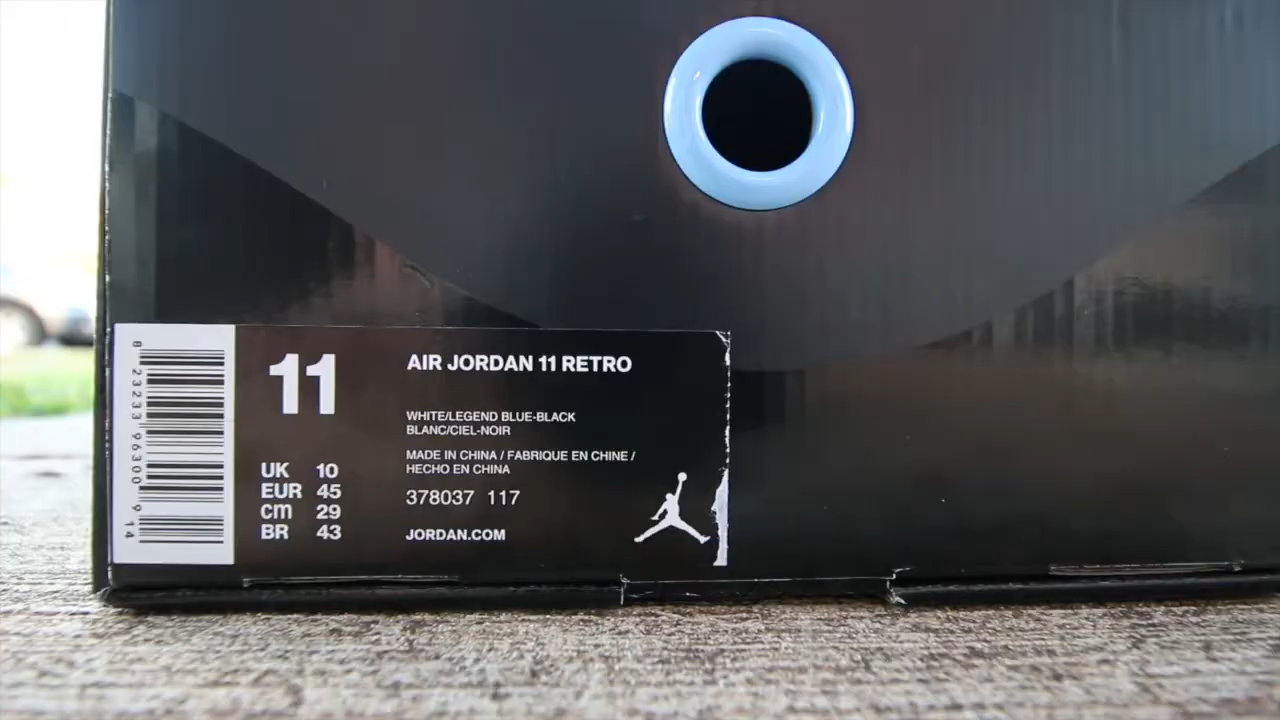 8 23233 96300 9 14
11
UK 10
EUR 45
cm 29
BR 43
AIR JORDAN 11 RETRO
WHITE/LEGEND BLUE-BLACK
BLANC/CIEL-NOIR
MADE IN CHINA / FABRIQUE EN CHINE /
HECHO EN CHINA
378037 117
JORDAN.COM